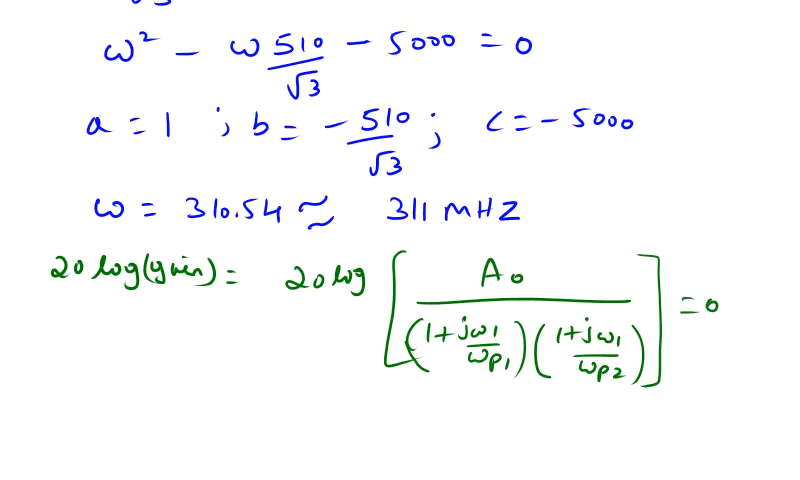 ω² - ω 510/√3 - 5000 = 0
a = 1 ; b = -510/√3 ; c = -5000
ω = 310.54 ≈ 311 MHZ
20 log(gain) = 20 log [ A₀ / (1+jω₁/ωp₁)(1+jω₁/ωp₂) ] = 0